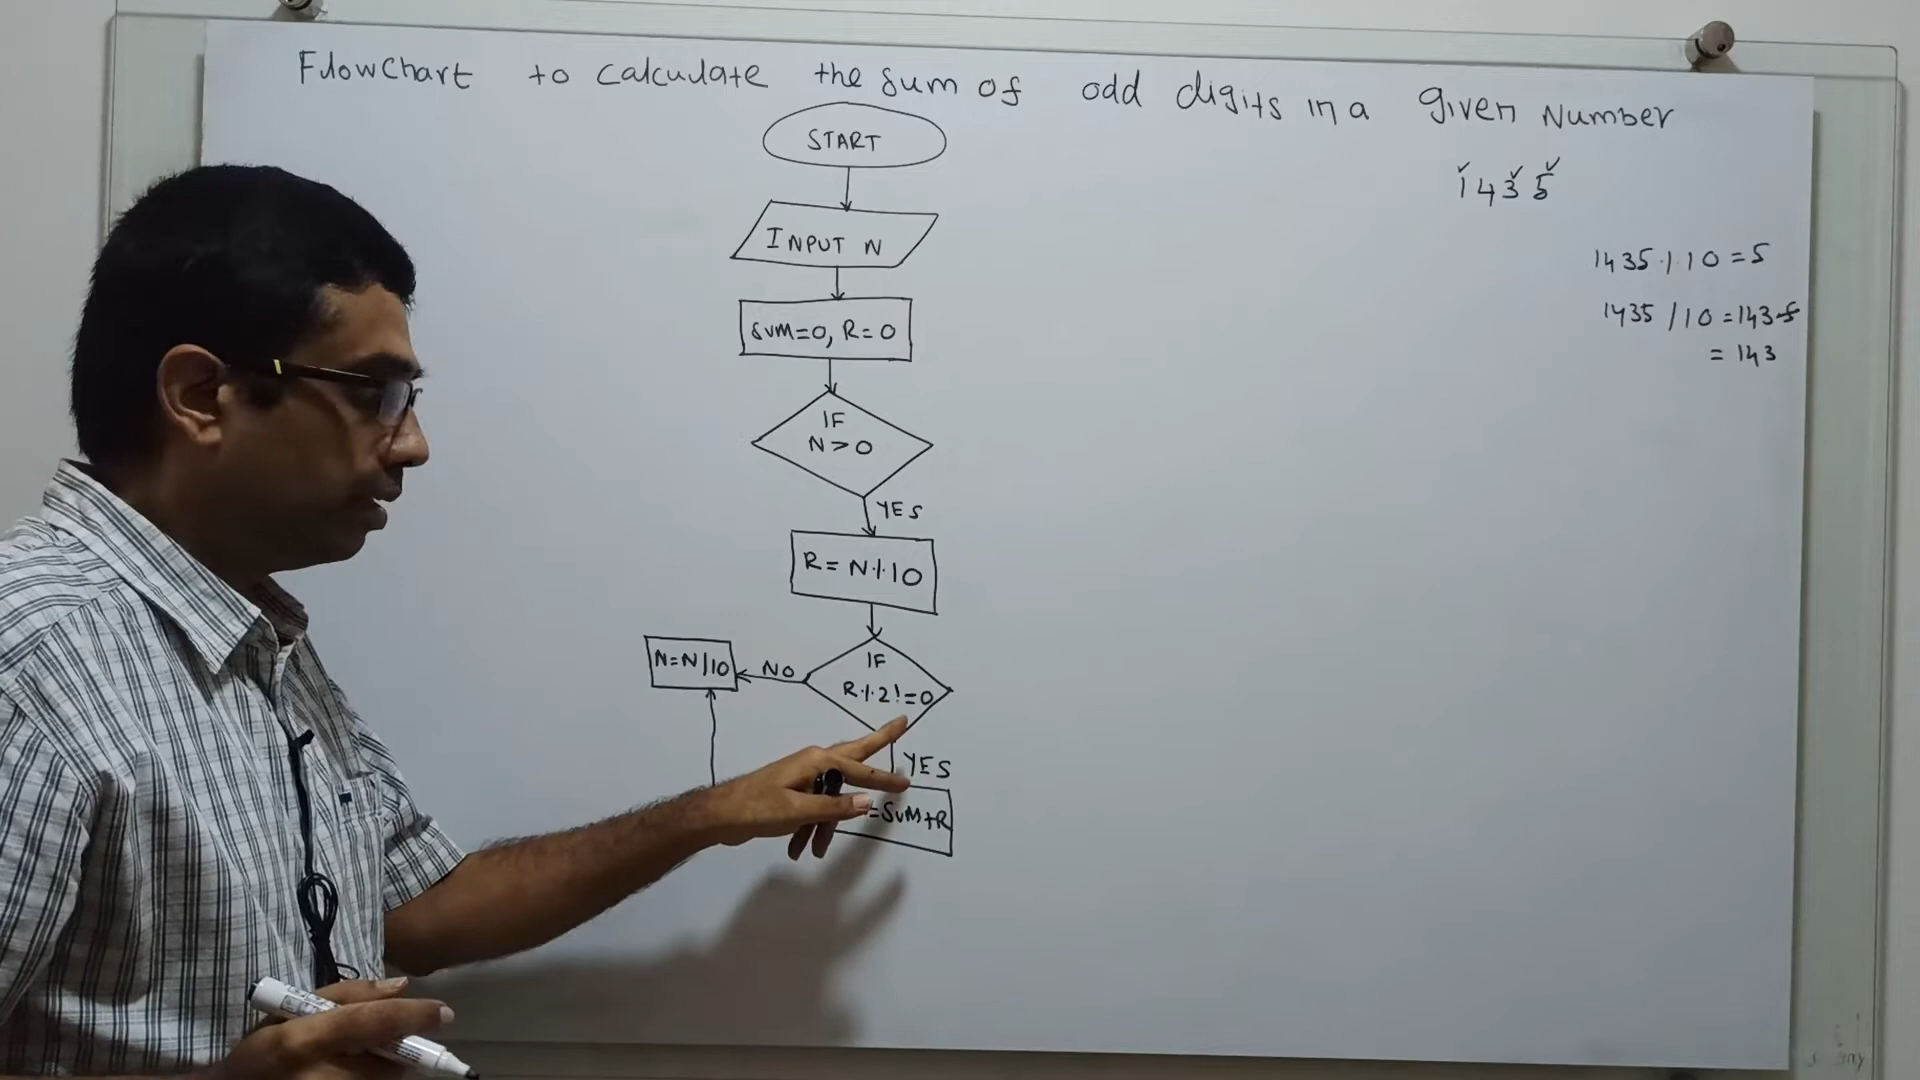 FlowChart to calculate the sum of odd digits in a given Number
START
1435
INPUT N
1435 % 10 = 5
SUM=0, R=0
1435 / 10 = 143.5
= 143
IF
N>0
YES
R= N%10
IF
R%2!=0
NO
N=N/10
YES
=SUM+R